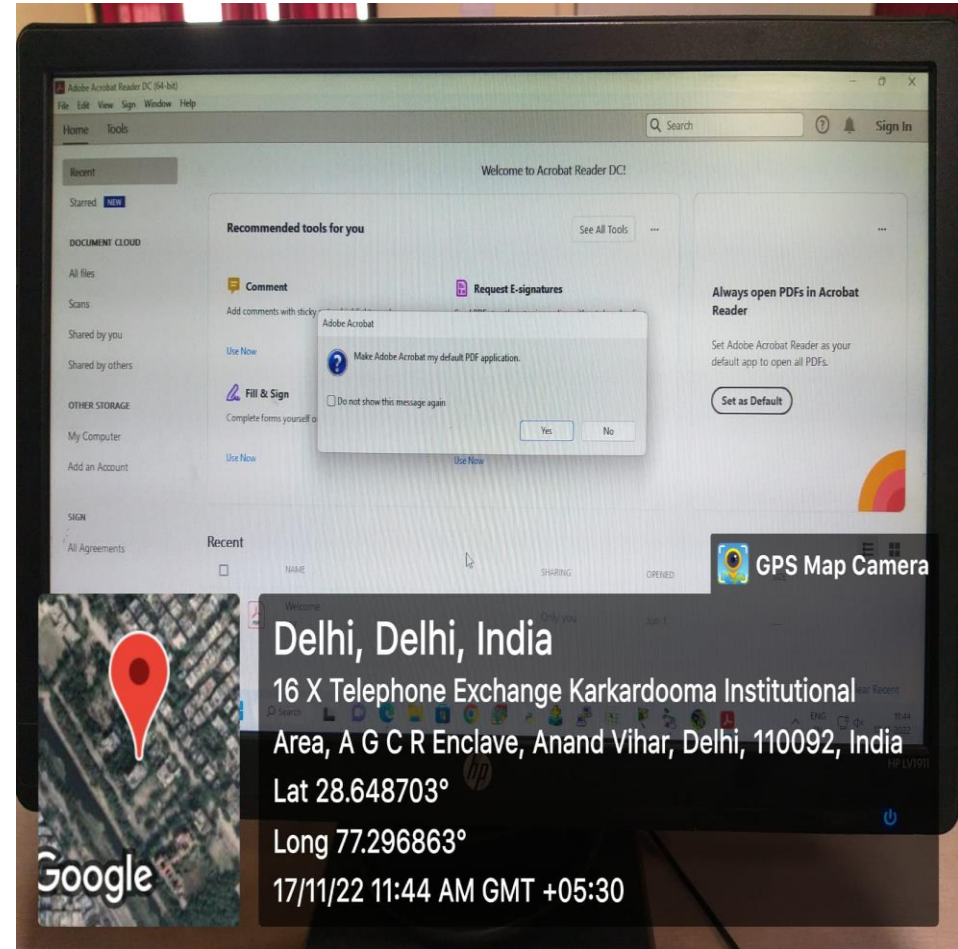 Adobe Acrobat Reader DC (64-bit)
File Edit View Sign Window Help
Home Tools
Search
Sign In
Recent
Starred NEW
DOCUMENT CLOUD
All files
Scans
Shared by you
Shared by others
OTHER STORAGE
My Computer
Add an Account
SIGN
All Agreements
Welcome to Acrobat Reader DC!
Recommended tools for you
See All Tools
Comment
Add comments with sticky
Use Now
Request E-signatures
Fill & Sign
Complete forms yourself o
Use Now
Use Now
Adobe Acrobat
Make Adobe Acrobat my default PDF application.
Do not show this message again
Yes No
Always open PDFs in Acrobat
Reader
Set Adobe Acrobat Reader as your
default app to open all PDFs.
Set as Default
Recent
NAME SHARING OPENED
Welcome
Only you
Recent
Search
ENG
11:44
hp
HP LV1911
GPS Map Camera
Google
Delhi, Delhi, India
16 X Telephone Exchange Karkardooma Institutional
Area, A G C R Enclave, Anand Vihar, Delhi, 110092, India
Lat 28.648703°
Long 77.296863°
17/11/22 11:44 AM GMT +05:30